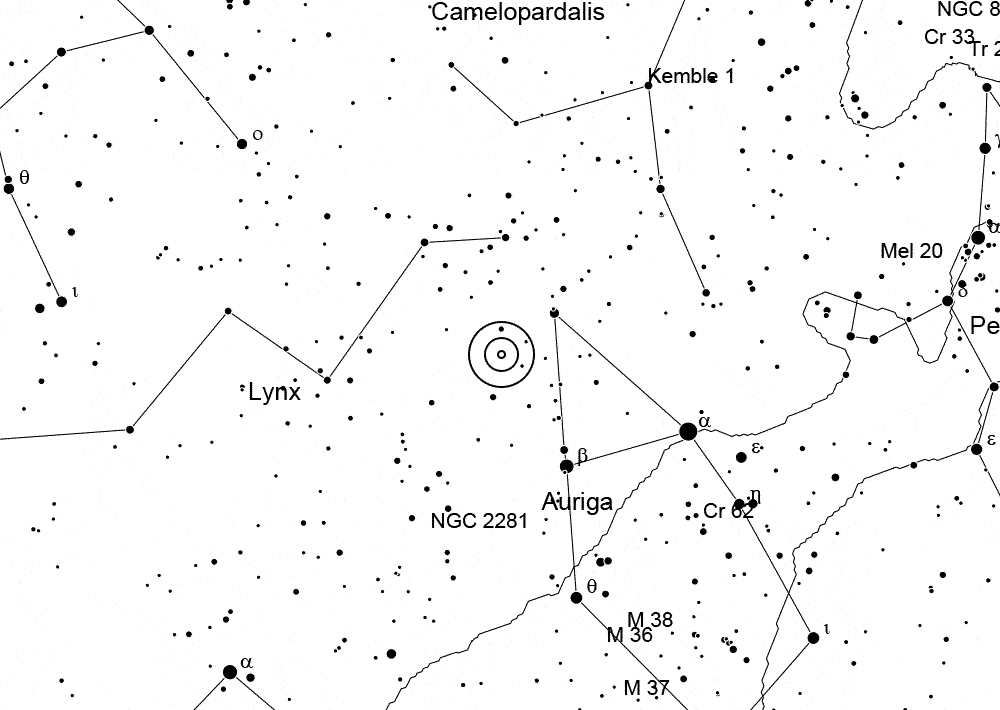 Camelopardalis
NGC 8
Cr 33
Tr 2
Kemble 1
ο
γ
θ
α
Mel 20
ι
δ
Pe
Lynx
α
ε
ε
β
η
Auriga
Cr 62
NGC 2281
θ
M 38
M 36
ι
α
M 37